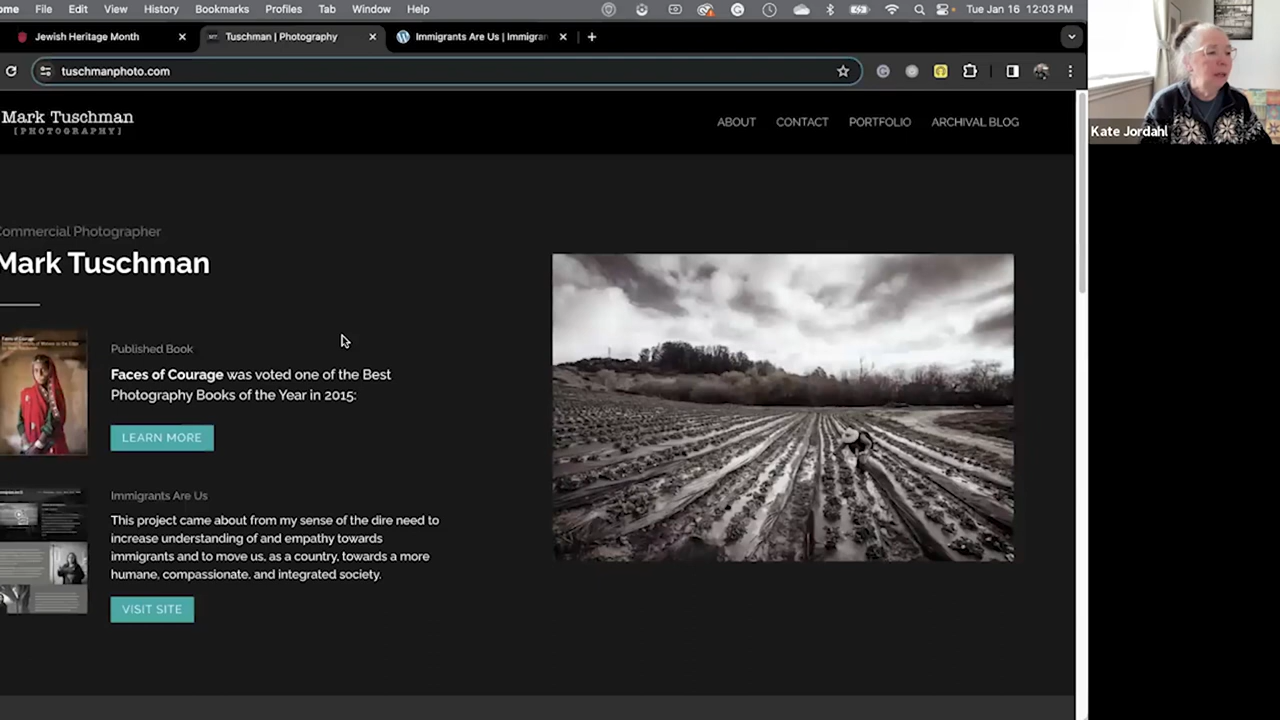 ome File Edit View History Bookmarks Profiles Tab Window Help Tue Jan 16 12:03 PM
Jewish Heritage Month Tuschman | Photography Immigrants Are Us | Immigran
tuschmanphoto.com
Mark Tuschman
[PHOTOGRAPHY]
ABOUT CONTACT PORTFOLIO ARCHIVAL BLOG
Kate Jordahl
Commercial Photographer
Mark Tuschman
Faces of Courage
Published Book
Faces of Courage was voted one of the Best
Photography Books of the Year in 2015:
LEARN MORE
Immigrants Are Us
This project came about from my sense of the dire need to
increase understanding of and empathy towards
immigrants and to move us, as a country, towards a more
humane, compassionate, and integrated society.
VISIT SITE